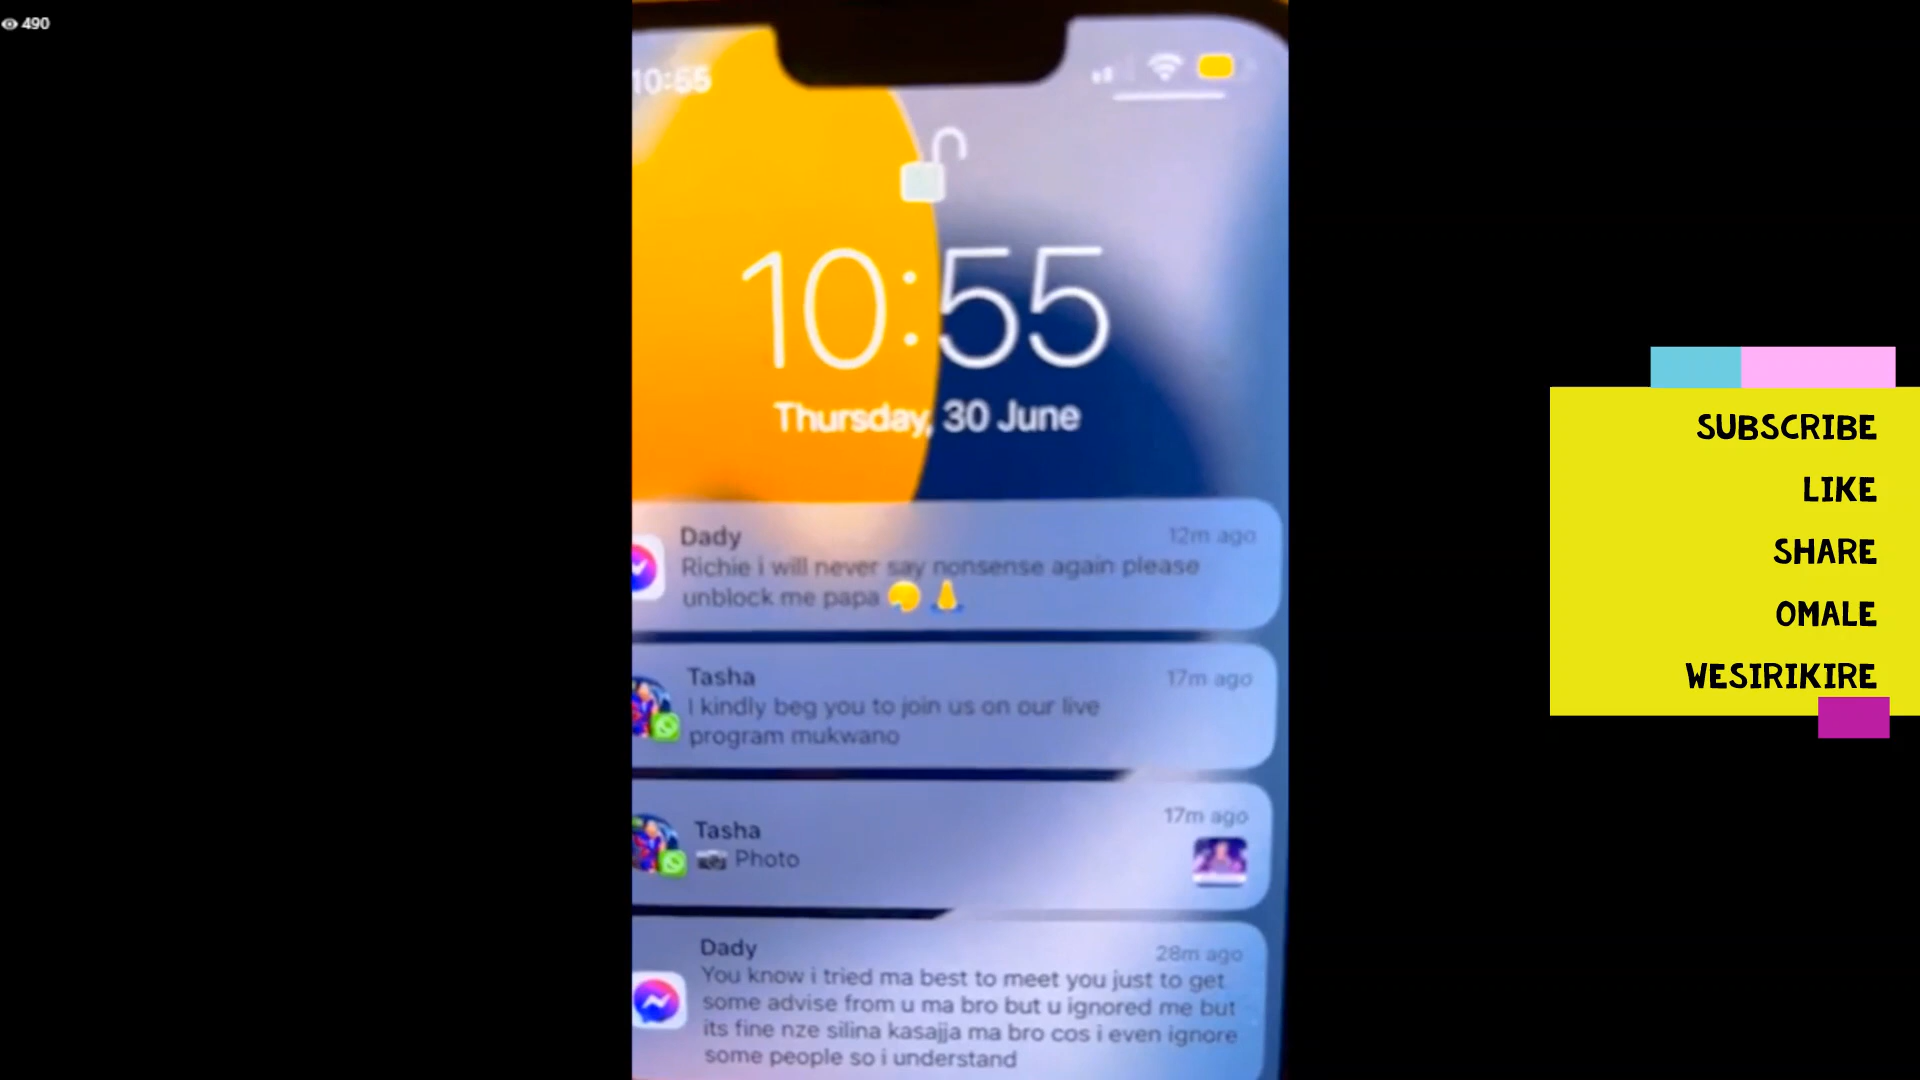 490
10:55
10:55
Thursday, 30 June
Dady
12m ago
Richie i will never say nonsense again please
unblock me papa
Tasha
17m ago
I kindly beg you to join us on our live
program mukwano
Tasha
17m ago
Photo
Dady
28m ago
You know i tried ma best to meet you just to get
some advise from u ma bro but u ignored me but
its fine nze silina kasajja ma bro cos i even ignore
some people so i understand
SUBSCRIBE
LIKE
SHARE
OMALE
WESIRIKIRE